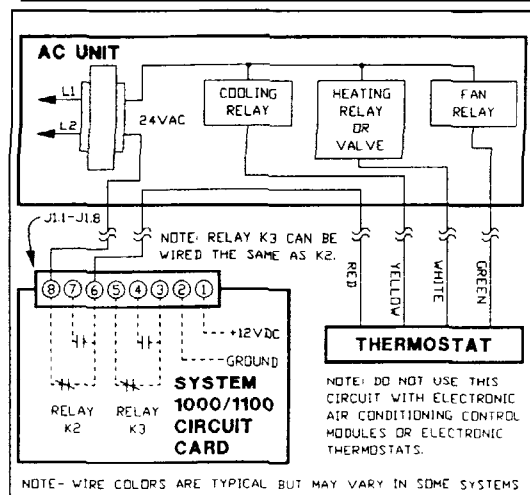 AC UNIT
L1
L2
24VAC
COOLING
RELAY
HEATING
RELAY
OR
VALVE
FAN
RELAY
J1.1-J1.8
NOTE: RELAY K3 CAN BE
WIRED THE SAME AS K2.
RED
YELLOW
WHITE
GREEN
8 7 6 5 4 3 2 1
+12VDC
GROUND
RELAY
K2
RELAY
K3
SYSTEM
1000/1100
CIRCUIT
CARD
THERMOSTAT
NOTE: DO NOT USE THIS
CIRCUIT WITH ELECTRONIC
AIR CONDITIONING CONTROL
MODULES OR ELECTRONIC
THERMOSTATS.
NOTE- WIRE COLORS ARE TYPICAL BUT MAY VARY IN SOME SYSTEMS